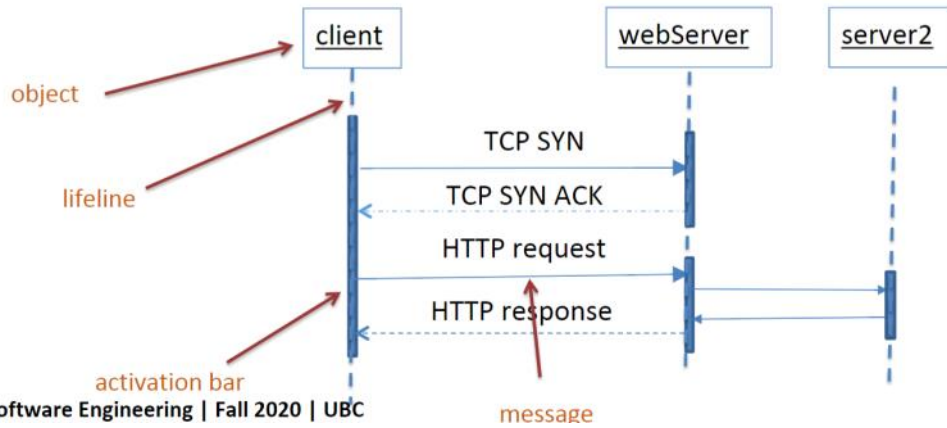 client
webServer
server2
object
TCP SYN
lifeline
TCP SYN ACK
HTTP request
HTTP response
activation bar
oftware Engineering | Fall 2020 | UBC
message